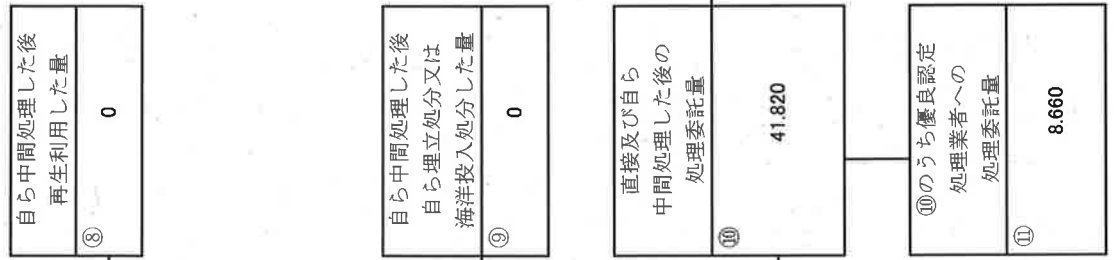 自ら中間処理した後
再生利用した量
⑧
0
自ら中間処理した後
自ら埋立処分又は
海洋投入処分した量
⑨
0
直接及び自ら
中間処理した後の
処理委託量
⑩
41.820
⑩のうち優良認定
処理業者への
処理委託量
⑪
8.660